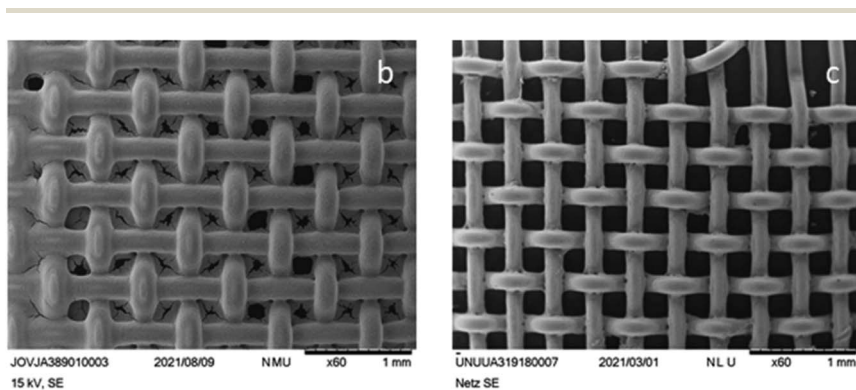 b
JOVJA389010003 2021/08/09 NMU x60 1 mm
15 kV, SE
c
UNUUA319180007 2021/03/01 NL U x60 1 mm
Netz SE